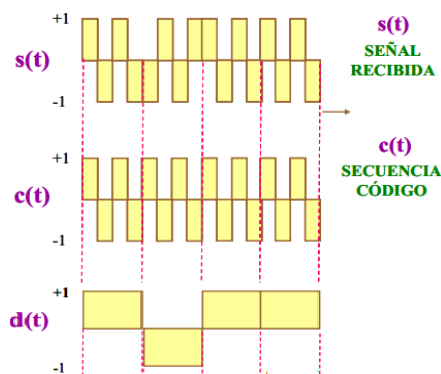 +1
s(t)
-1
s(t)
SEÑAL
RECIBIDA
+1
c(t)
-1
c(t)
SECUENCIA
CÓDIGO
+1
d(t)
-1